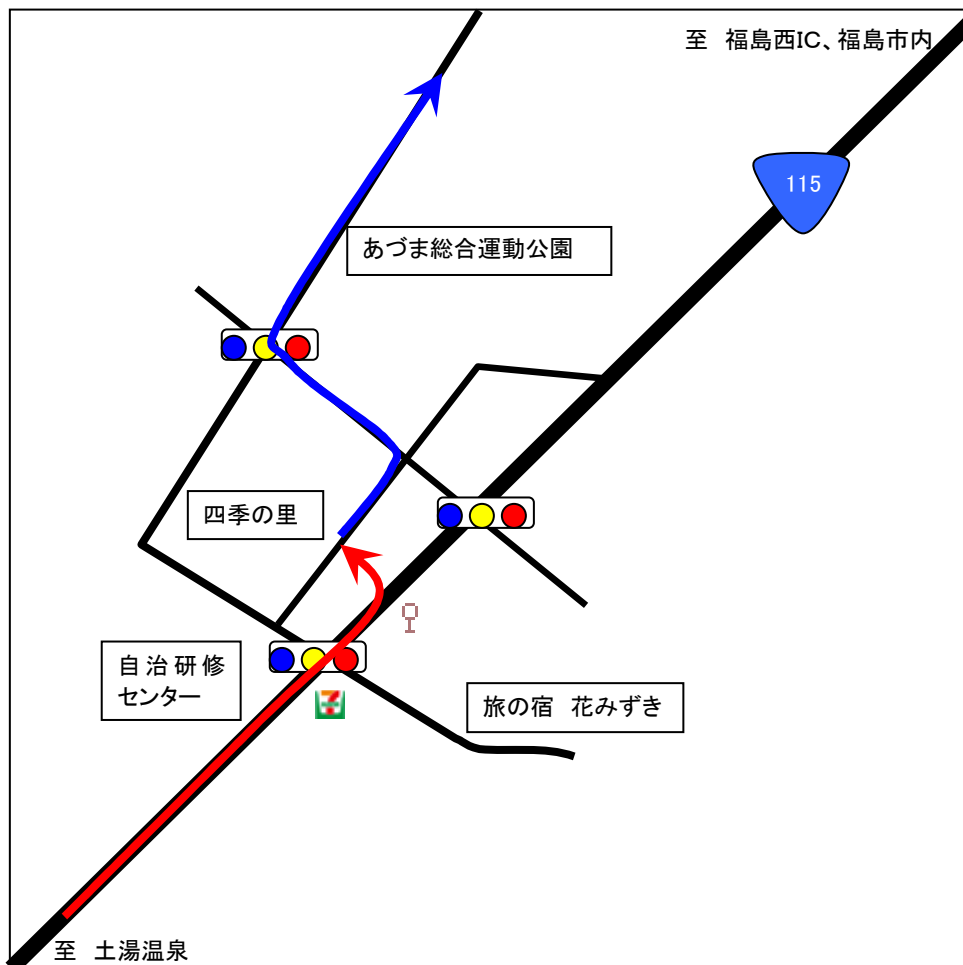 至　福島西IC、福島市内
115
あづま総合運動公園
四季の里
自治研修
センター
7
旅の宿　花みずき
至　土湯温泉